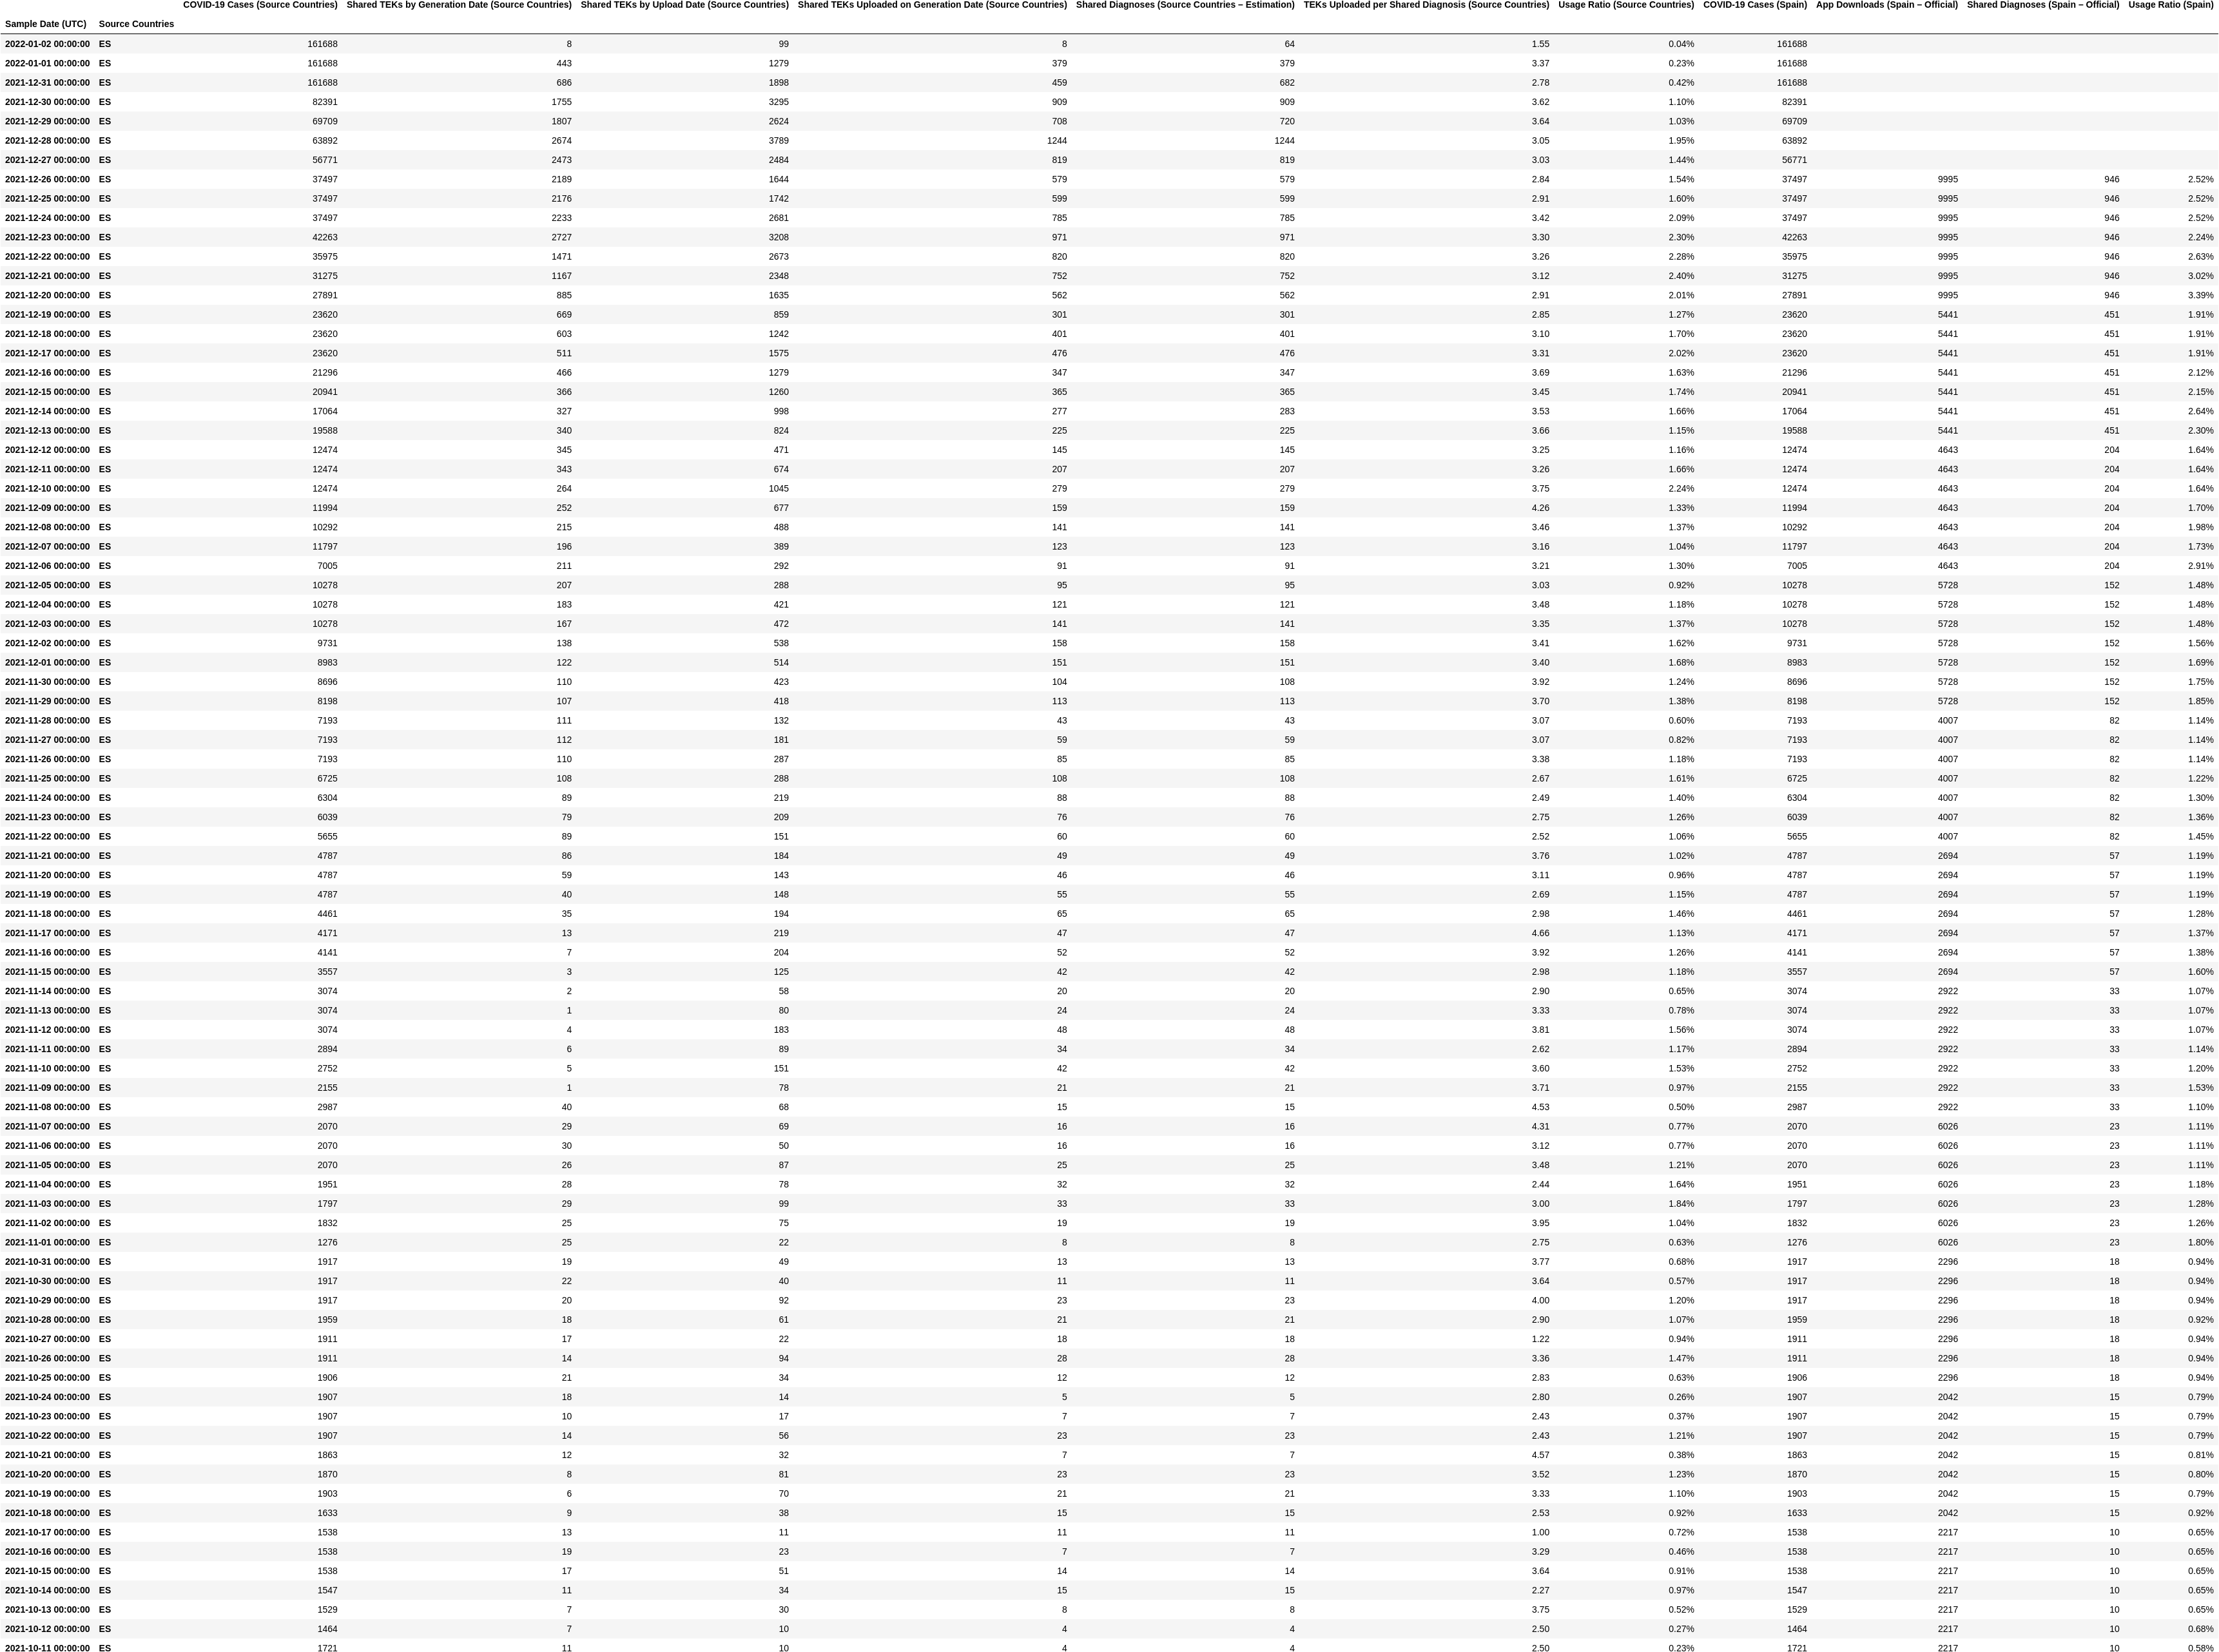 COVID-19 Cases (Source Countries) Shared TEKs by Generation Date (Source Countries) Shared TEKs by Upload Date (Source Countries) Shared TEKs Uploaded on Generation Date (Source Countries) Shared Diagnoses (Source Countries – Estimation) TEKs Uploaded per Shared Diagnosis (Source Countries) Usage Ratio (Source Countries) COVID-19 Cases (Spain) App Downloads (Spain – Official) Shared Diagnoses (Spain – Official) Usage Ratio (Spain)
Sample Date (UTC) Source Countries
2022-01-02 00:00:00 ES 161688 8 99 8 64 1.55 0.04% 161688
2022-01-01 00:00:00 ES 161688 443 1279 379 379 3.37 0.23% 161688
2021-12-31 00:00:00 ES 161688 686 1898 459 682 2.78 0.42% 161688
2021-12-30 00:00:00 ES 82391 1755 3295 909 909 3.62 1.10% 82391
2021-12-29 00:00:00 ES 69709 1807 2624 708 720 3.64 1.03% 69709
2021-12-28 00:00:00 ES 63892 2674 3789 1244 1244 3.05 1.95% 63892
2021-12-27 00:00:00 ES 56771 2473 2484 819 819 3.03 1.44% 56771
2021-12-26 00:00:00 ES 37497 2189 1644 579 579 2.84 1.54% 37497 9995 946 2.52%
2021-12-25 00:00:00 ES 37497 2176 1742 599 599 2.91 1.60% 37497 9995 946 2.52%
2021-12-24 00:00:00 ES 37497 2233 2681 785 785 3.42 2.09% 37497 9995 946 2.52%
2021-12-23 00:00:00 ES 42263 2727 3208 971 971 3.30 2.30% 42263 9995 946 2.24%
2021-12-22 00:00:00 ES 35975 1471 2673 820 820 3.26 2.28% 35975 9995 946 2.63%
2021-12-21 00:00:00 ES 31275 1167 2348 752 752 3.12 2.40% 31275 9995 946 3.02%
2021-12-20 00:00:00 ES 27891 885 1635 562 562 2.91 2.01% 27891 9995 946 3.39%
2021-12-19 00:00:00 ES 23620 669 859 301 301 2.85 1.27% 23620 5441 451 1.91%
2021-12-18 00:00:00 ES 23620 603 1242 401 401 3.10 1.70% 23620 5441 451 1.91%
2021-12-17 00:00:00 ES 23620 511 1575 476 476 3.31 2.02% 23620 5441 451 1.91%
2021-12-16 00:00:00 ES 21296 466 1279 347 347 3.69 1.63% 21296 5441 451 2.12%
2021-12-15 00:00:00 ES 20941 366 1260 365 365 3.45 1.74% 20941 5441 451 2.15%
2021-12-14 00:00:00 ES 17064 327 998 277 283 3.53 1.66% 17064 5441 451 2.64%
2021-12-13 00:00:00 ES 19588 340 824 225 225 3.66 1.15% 19588 5441 451 2.30%
2021-12-12 00:00:00 ES 12474 345 471 145 145 3.25 1.16% 12474 4643 204 1.64%
2021-12-11 00:00:00 ES 12474 343 674 207 207 3.26 1.66% 12474 4643 204 1.64%
2021-12-10 00:00:00 ES 12474 264 1045 279 279 3.75 2.24% 12474 4643 204 1.64%
2021-12-09 00:00:00 ES 11994 252 677 159 159 4.26 1.33% 11994 4643 204 1.70%
2021-12-08 00:00:00 ES 10292 215 488 141 141 3.46 1.37% 10292 4643 204 1.98%
2021-12-07 00:00:00 ES 11797 196 389 123 123 3.16 1.04% 11797 4643 204 1.73%
2021-12-06 00:00:00 ES 7005 211 292 91 91 3.21 1.30% 7005 4643 204 2.91%
2021-12-05 00:00:00 ES 10278 207 288 95 95 3.03 0.92% 10278 5728 152 1.48%
2021-12-04 00:00:00 ES 10278 183 421 121 121 3.48 1.18% 10278 5728 152 1.48%
2021-12-03 00:00:00 ES 10278 167 472 141 141 3.35 1.37% 10278 5728 152 1.48%
2021-12-02 00:00:00 ES 9731 138 538 158 158 3.41 1.62% 9731 5728 152 1.56%
2021-12-01 00:00:00 ES 8983 122 514 151 151 3.40 1.68% 8983 5728 152 1.69%
2021-11-30 00:00:00 ES 8696 110 423 104 108 3.92 1.24% 8696 5728 152 1.75%
2021-11-29 00:00:00 ES 8198 107 418 113 113 3.70 1.38% 8198 5728 152 1.85%
2021-11-28 00:00:00 ES 7193 111 132 43 43 3.07 0.60% 7193 4007 82 1.14%
2021-11-27 00:00:00 ES 7193 112 181 59 59 3.07 0.82% 7193 4007 82 1.14%
2021-11-26 00:00:00 ES 7193 110 287 85 85 3.38 1.18% 7193 4007 82 1.14%
2021-11-25 00:00:00 ES 6725 108 288 108 108 2.67 1.61% 6725 4007 82 1.22%
2021-11-24 00:00:00 ES 6304 89 219 88 88 2.49 1.40% 6304 4007 82 1.30%
2021-11-23 00:00:00 ES 6039 79 209 76 76 2.75 1.26% 6039 4007 82 1.36%
2021-11-22 00:00:00 ES 5655 89 151 60 60 2.52 1.06% 5655 4007 82 1.45%
2021-11-21 00:00:00 ES 4787 86 184 49 49 3.76 1.02% 4787 2694 57 1.19%
2021-11-20 00:00:00 ES 4787 59 143 46 46 3.11 0.96% 4787 2694 57 1.19%
2021-11-19 00:00:00 ES 4787 40 148 55 55 2.69 1.15% 4787 2694 57 1.19%
2021-11-18 00:00:00 ES 4461 35 194 65 65 2.98 1.46% 4461 2694 57 1.28%
2021-11-17 00:00:00 ES 4171 13 219 47 47 4.66 1.13% 4171 2694 57 1.37%
2021-11-16 00:00:00 ES 4141 7 204 52 52 3.92 1.26% 4141 2694 57 1.38%
2021-11-15 00:00:00 ES 3557 3 125 42 42 2.98 1.18% 3557 2694 57 1.60%
2021-11-14 00:00:00 ES 3074 2 58 20 20 2.90 0.65% 3074 2922 33 1.07%
2021-11-13 00:00:00 ES 3074 1 80 24 24 3.33 0.78% 3074 2922 33 1.07%
2021-11-12 00:00:00 ES 3074 4 183 48 48 3.81 1.56% 3074 2922 33 1.07%
2021-11-11 00:00:00 ES 2894 6 89 34 34 2.62 1.17% 2894 2922 33 1.14%
2021-11-10 00:00:00 ES 2752 5 151 42 42 3.60 1.53% 2752 2922 33 1.20%
2021-11-09 00:00:00 ES 2155 1 78 21 21 3.71 0.97% 2155 2922 33 1.53%
2021-11-08 00:00:00 ES 2987 40 68 15 15 4.53 0.50% 2987 2922 33 1.10%
2021-11-07 00:00:00 ES 2070 29 69 16 16 4.31 0.77% 2070 6026 23 1.11%
2021-11-06 00:00:00 ES 2070 30 50 16 16 3.12 0.77% 2070 6026 23 1.11%
2021-11-05 00:00:00 ES 2070 26 87 25 25 3.48 1.21% 2070 6026 23 1.11%
2021-11-04 00:00:00 ES 1951 28 78 32 32 2.44 1.64% 1951 6026 23 1.18%
2021-11-03 00:00:00 ES 1797 29 99 33 33 3.00 1.84% 1797 6026 23 1.28%
2021-11-02 00:00:00 ES 1832 25 75 19 19 3.95 1.04% 1832 6026 23 1.26%
2021-11-01 00:00:00 ES 1276 25 22 8 8 2.75 0.63% 1276 6026 23 1.80%
2021-10-31 00:00:00 ES 1917 19 49 13 13 3.77 0.68% 1917 2296 18 0.94%
2021-10-30 00:00:00 ES 1917 22 40 11 11 3.64 0.57% 1917 2296 18 0.94%
2021-10-29 00:00:00 ES 1917 20 92 23 23 4.00 1.20% 1917 2296 18 0.94%
2021-10-28 00:00:00 ES 1959 18 61 21 21 2.90 1.07% 1959 2296 18 0.92%
2021-10-27 00:00:00 ES 1911 17 22 18 18 1.22 0.94% 1911 2296 18 0.94%
2021-10-26 00:00:00 ES 1911 14 94 28 28 3.36 1.47% 1911 2296 18 0.94%
2021-10-25 00:00:00 ES 1906 21 34 12 12 2.83 0.63% 1906 2296 18 0.94%
2021-10-24 00:00:00 ES 1907 18 14 5 5 2.80 0.26% 1907 2042 15 0.79%
2021-10-23 00:00:00 ES 1907 10 17 7 7 2.43 0.37% 1907 2042 15 0.79%
2021-10-22 00:00:00 ES 1907 14 56 23 23 2.43 1.21% 1907 2042 15 0.79%
2021-10-21 00:00:00 ES 1863 12 32 7 7 4.57 0.38% 1863 2042 15 0.81%
2021-10-20 00:00:00 ES 1870 8 81 23 23 3.52 1.23% 1870 2042 15 0.80%
2021-10-19 00:00:00 ES 1903 6 70 21 21 3.33 1.10% 1903 2042 15 0.79%
2021-10-18 00:00:00 ES 1633 9 38 15 15 2.53 0.92% 1633 2042 15 0.92%
2021-10-17 00:00:00 ES 1538 13 11 11 11 1.00 0.72% 1538 2217 10 0.65%
2021-10-16 00:00:00 ES 1538 19 23 7 7 3.29 0.46% 1538 2217 10 0.65%
2021-10-15 00:00:00 ES 1538 17 51 14 14 3.64 0.91% 1538 2217 10 0.65%
2021-10-14 00:00:00 ES 1547 11 34 15 15 2.27 0.97% 1547 2217 10 0.65%
2021-10-13 00:00:00 ES 1529 7 30 8 8 3.75 0.52% 1529 2217 10 0.65%
2021-10-12 00:00:00 ES 1464 7 10 4 4 2.50 0.27% 1464 2217 10 0.68%
2021-10-11 00:00:00 ES 1721 11 10 4 4 2.50 0.23% 1721 2217 10 0.58%